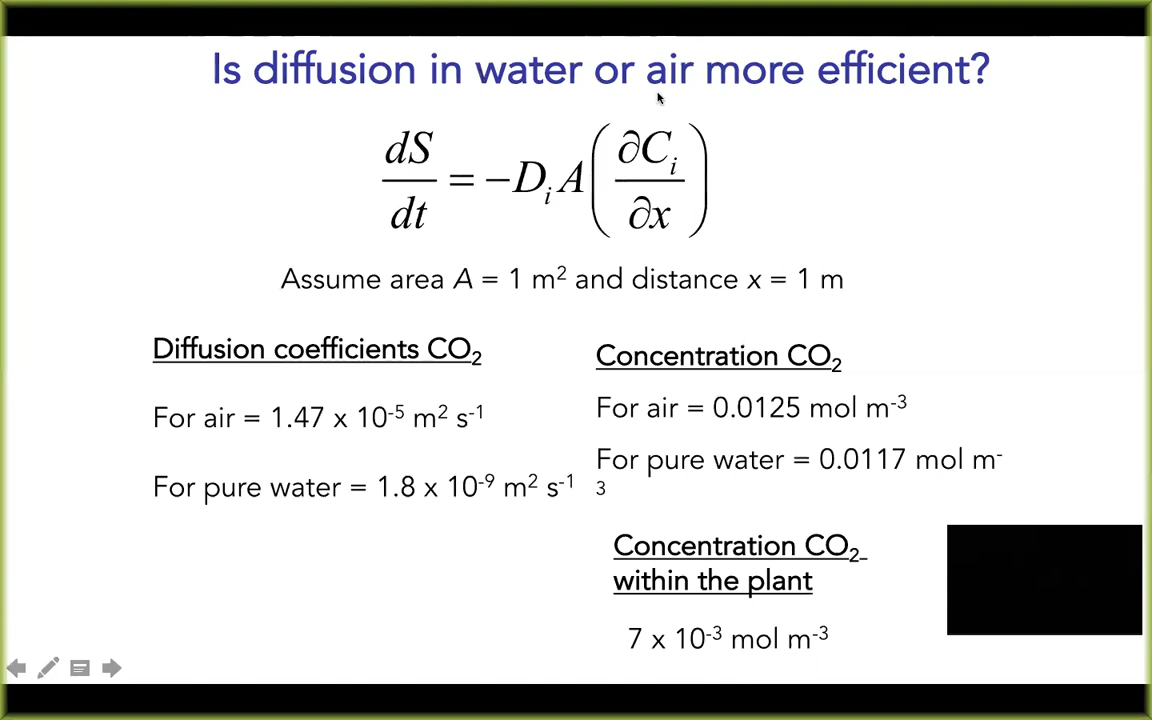 Is diffusion in water or air more efficient?
dS/dt = −DᵢA(∂Cᵢ/∂x)
Assume area A = 1 m² and distance x = 1 m
Diffusion coefficients CO₂
For air = 1.47 x 10⁻⁵ m² s⁻¹
For pure water = 1.8 x 10⁻⁹ m² s⁻¹
Concentration CO₂
For air = 0.0125 mol m⁻³
For pure water = 0.0117 mol m⁻
³
Concentration CO₂
within the plant
7 x 10⁻³ mol m⁻³